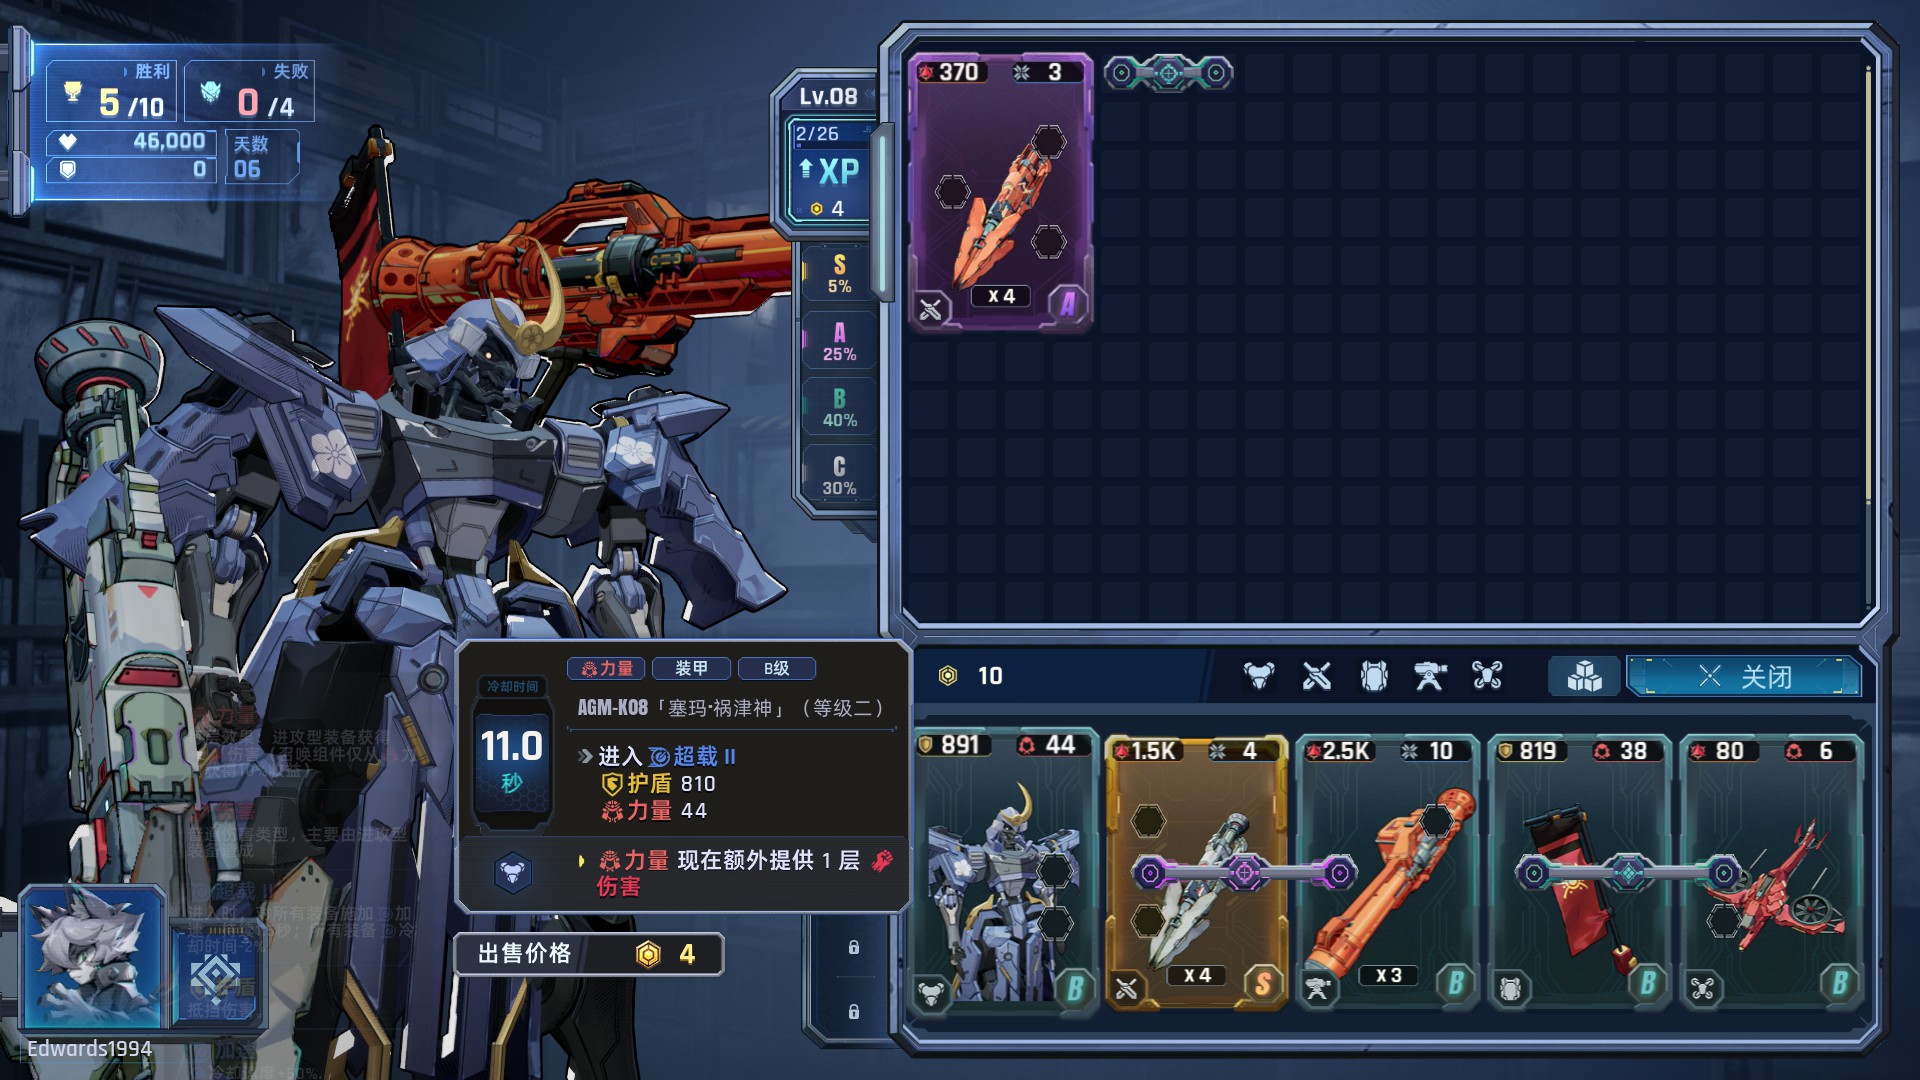 胜利
5 /10
失败
0 /4
46,000
0
天数
06
Lv.08
2/26
XP
4
S
5%
A
25%
B
40%
C
30%
370
3
x 4
A
冷却时间
11.0
秒
力量
装甲
B级
AGM-K08「塞玛·祸津神」（等级二）
进入 超载 II
护盾 810
力量 44
力量 现在额外提供 1 层
伤害
出售价格
4
10
关闭
891
44
B
1.5K
4
x 4
S
2.5K
10
x 3
B
819
38
B
80
6
B
Edwards1994